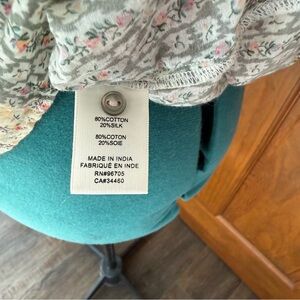 80%COTTON
20%SILK
80%COTON
20%SOIE
MADE IN INDIA
FABRIQUÉ EN INDE
RN#96705
CA#34460